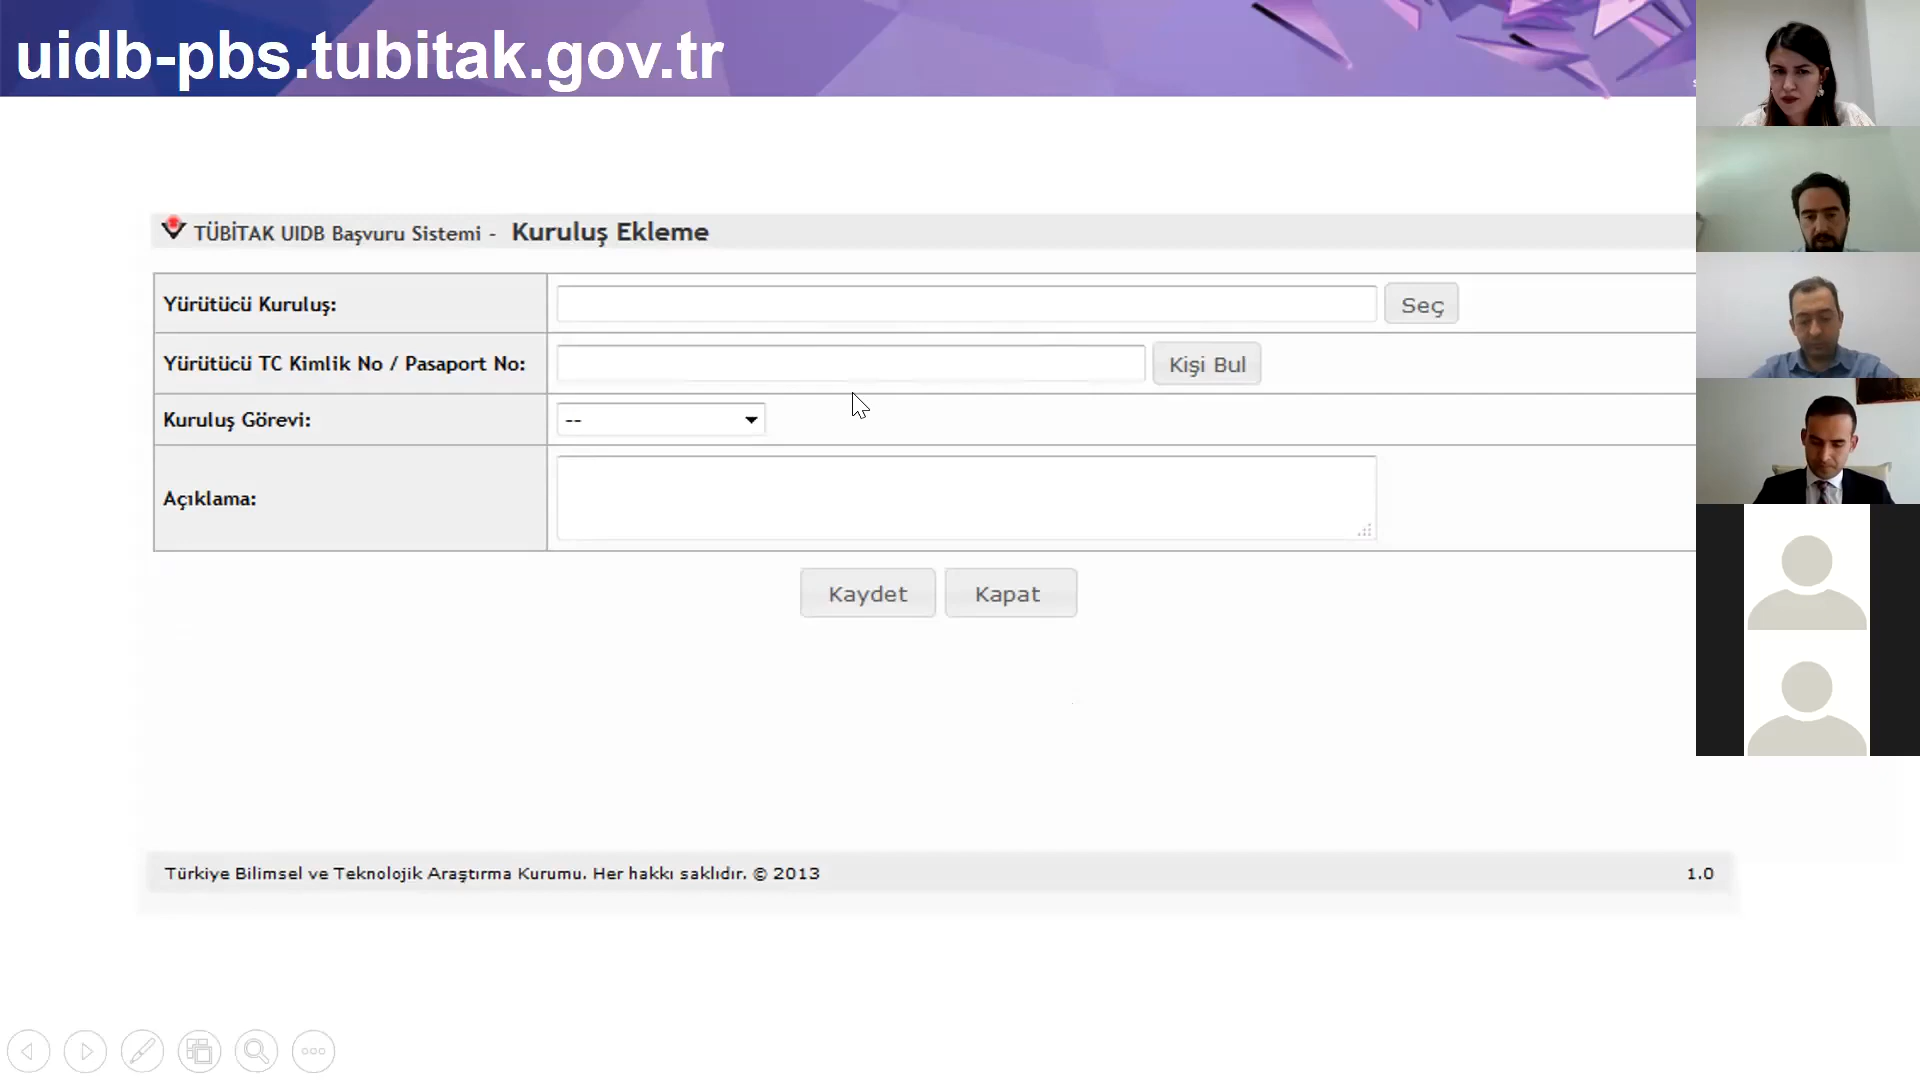 uidb-pbs.tubitak.gov.tr
TÜBİTAK UIDB Başvuru Sistemi - Kuruluş Ekleme
Yürütücü Kuruluş: Seç
Yürütücü TC Kimlik No / Pasaport No: Kişi Bul
Kuruluş Görevi: --
Açıklama:
Kaydet Kapat
Türkiye Bilimsel ve Teknolojik Araştırma Kurumu. Her hakkı saklıdır. © 2013 1.0